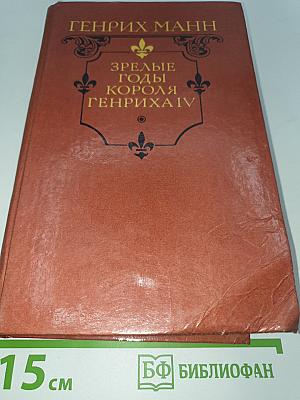 ГЕНРИХ МАНН
ЗРЕЛЫЕ
ГОДЫ
КОРОЛЯ
ГЕНРИХА IV
15 см
БФ БИБЛИОФАН